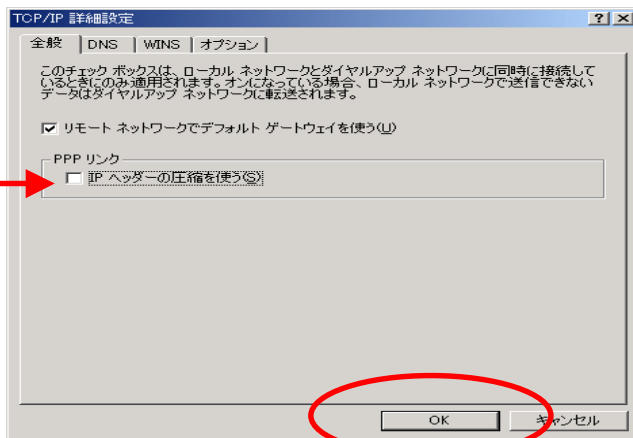 TCP/IP 詳細設定
全般 DNS WINS オプション
このチェック ボックスは、ローカル ネットワークとダイヤルアップ ネットワークに同時に接続して
いるときにのみ適用されます。オンになっている場合、ローカル ネットワークで送信できない
データはダイヤルアップ ネットワークに転送されます。
リモート ネットワークでデフォルト ゲートウェイを使う(U)
PPP リンク
IP ヘッダーの圧縮を使う(S)
OK キャンセル